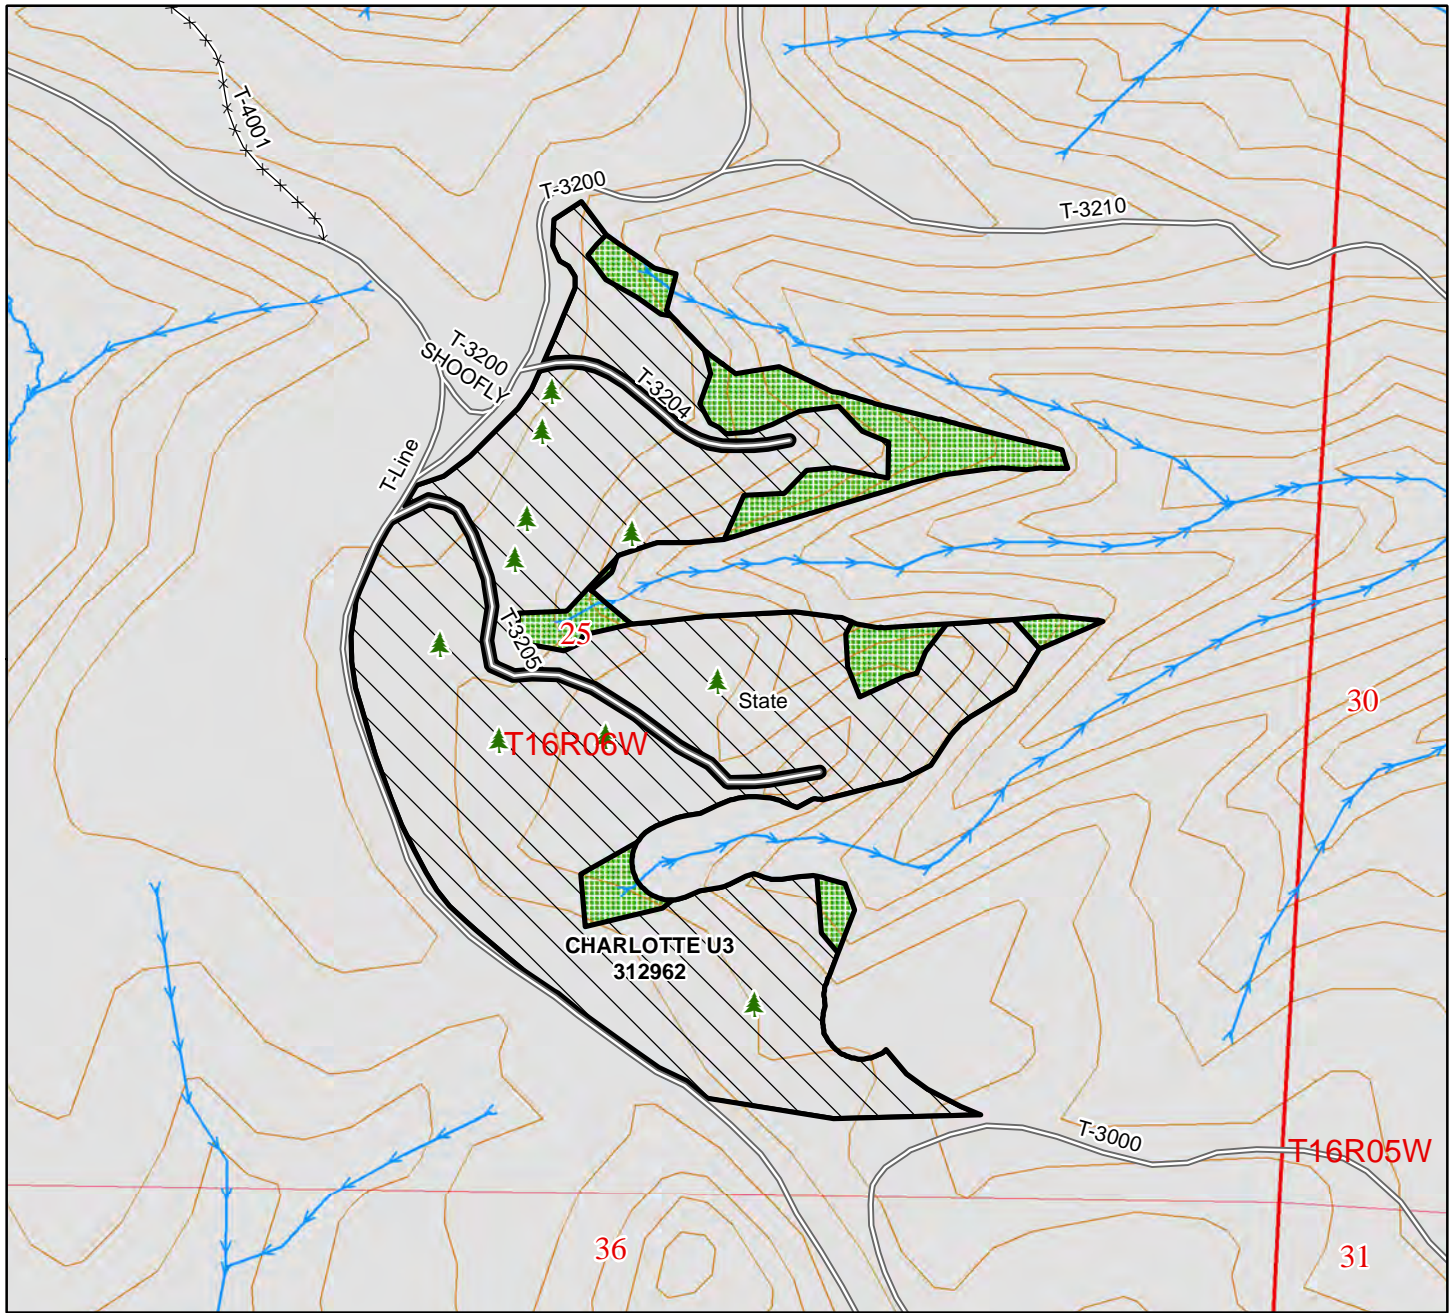 T-4001
T-3200
T-3210
T-3200
SHOOFLY
T-3204
T-Line
T-3205
25
State
30
T16R06W
CHARLOTTE U3
312962
T-3000
T16R05W
36
31